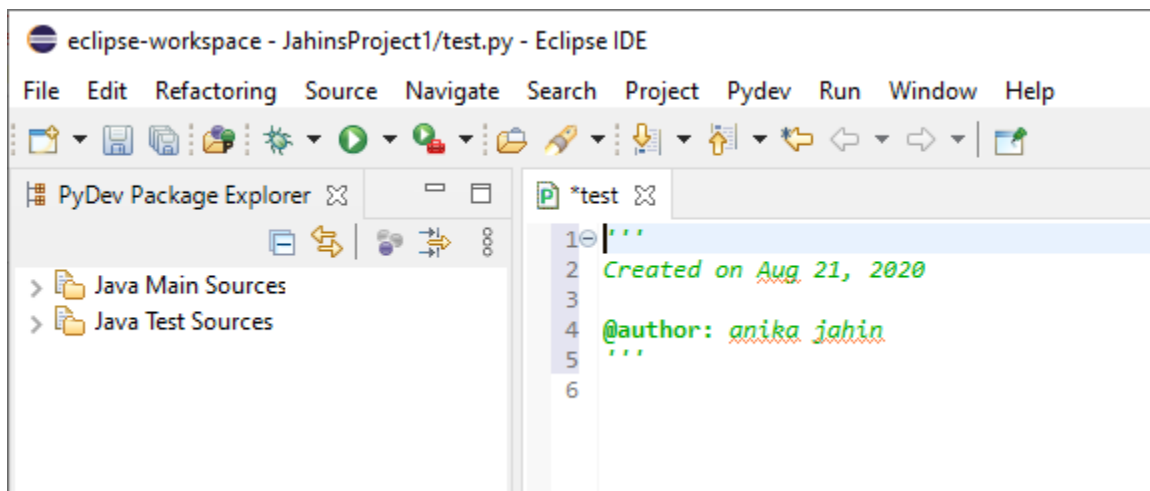 eclipse-workspace - JahinsProject1/test.py - Eclipse IDE
File Edit Refactoring Source Navigate Search Project Pydev Run Window Help
PyDev Package Explorer
*test
Java Main Sources
Java Test Sources
1 '''
2 Created on Aug 21, 2020
3
4 @author: anika jahin
5 '''
6